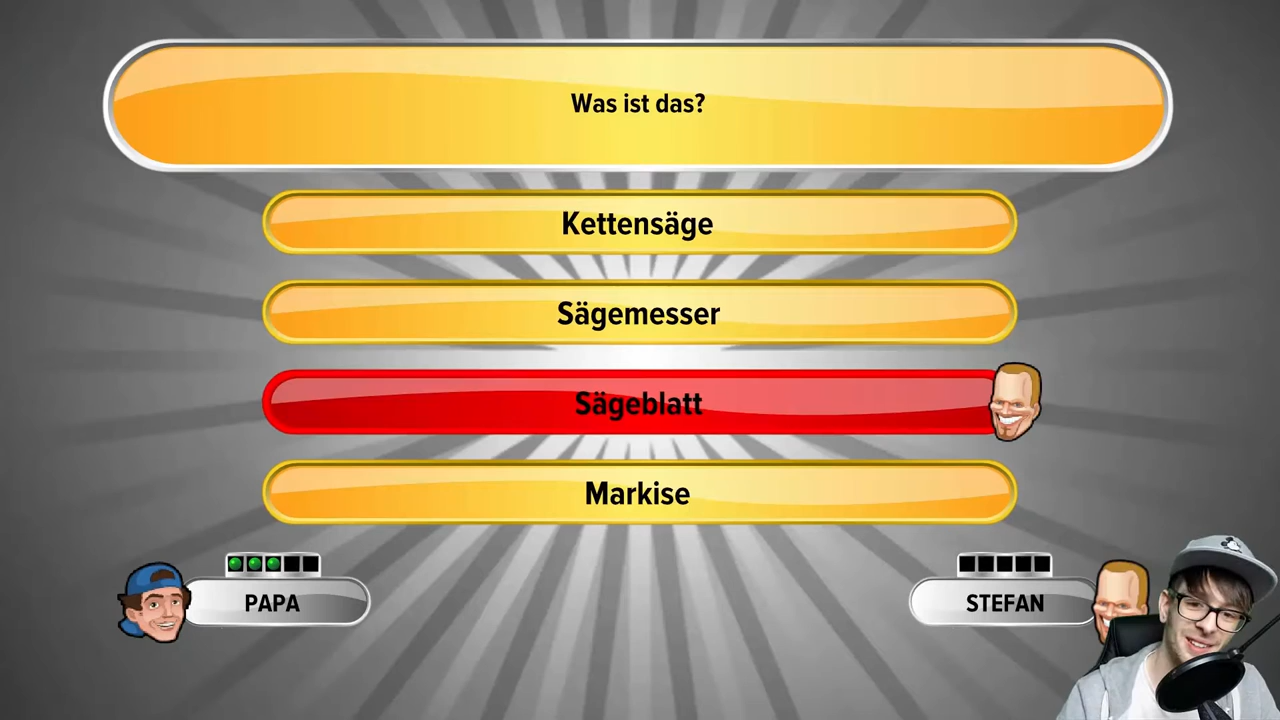 Was ist das?
Kettensäge
Sägemesser
Sägeblatt
Markise
PAPA
STEFAN